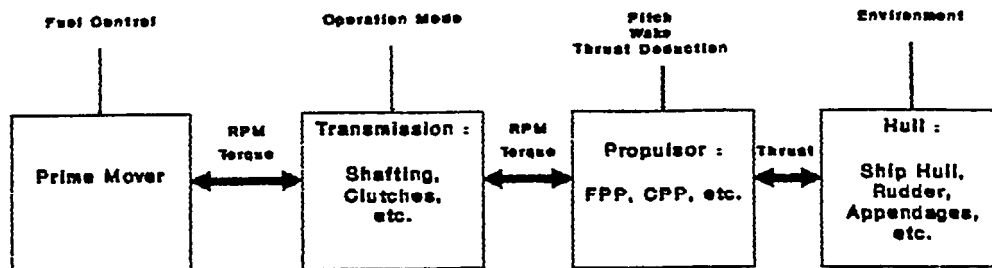 Fuel Control
Operation Mode
Pitch
Wake
Thrust Deduction
Environment
Prime Mover
RPM
Torque
Transmission :
Shafting,
Clutches,
etc.
RPM
Torque
Propulsor :
FPP, CPP, etc.
Thrust
Hull :
Ship Hull,
Rudder,
Appendages,
etc.